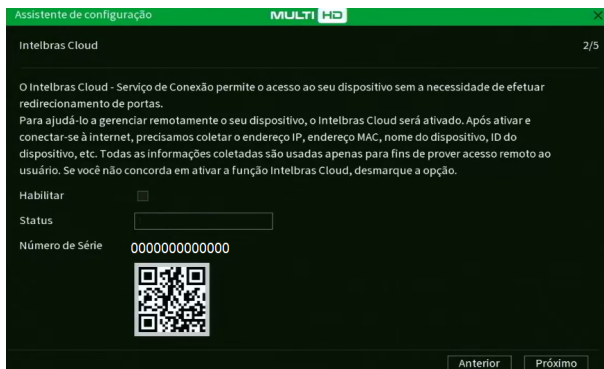 Assistente de configuração
MULTI HD
X
Intelbras Cloud 2/5
O Intelbras Cloud - Serviço de Conexão permite o acesso ao seu dispositivo sem a necessidade de efetuar
redirecionamento de portas.
Para ajudá-lo a gerenciar remotamente o seu dispositivo, o Intelbras Cloud será ativado. Após ativar e
conectar-se à internet, precisamos coletar o endereço IP, endereço MAC, nome do dispositivo, ID do
dispositivo, etc. Todas as informações coletadas são usadas apenas para fins de prover acesso remoto ao
usuário. Se você não concorda em ativar a função Intelbras Cloud, desmarque a opção.
Habilitar
Status
Número de Série 0000000000000
Anterior Próximo